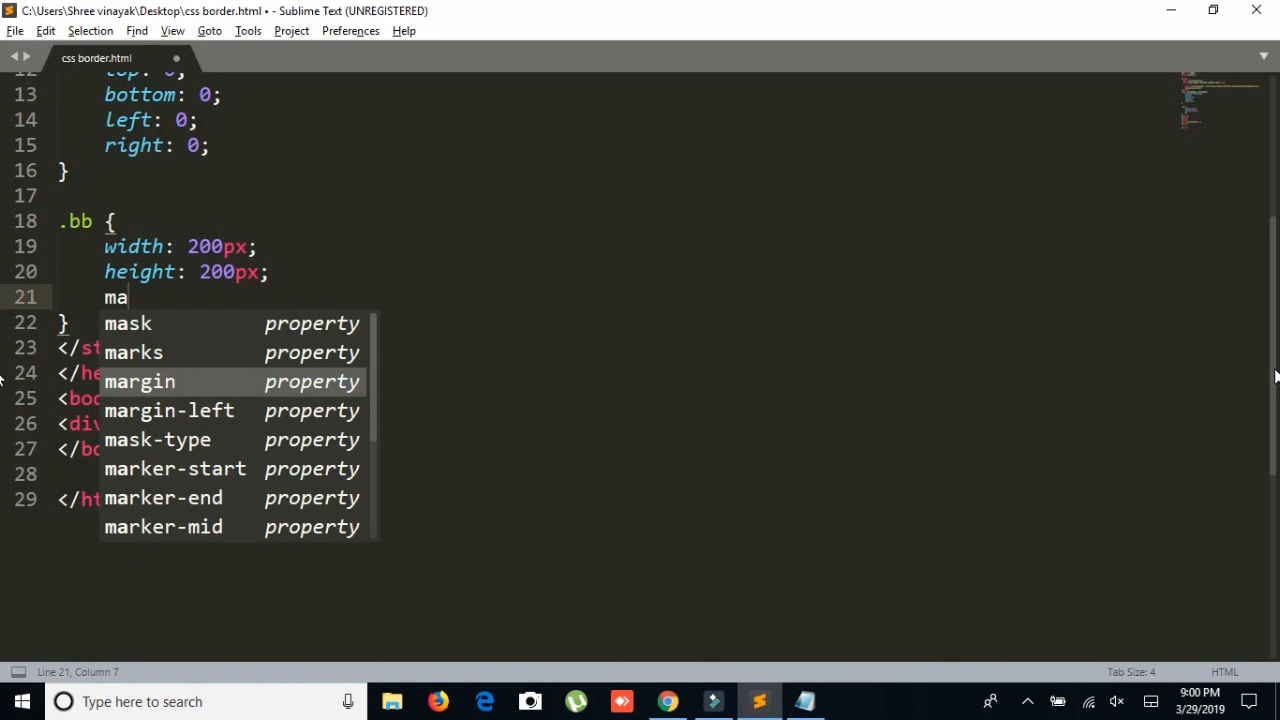 C:\Users\Shree vinayak\Desktop\css border.html • - Sublime Text (UNREGISTERED)
File Edit Selection Find View Goto Tools Project Preferences Help
css border.html
12 top: 0;
13 bottom: 0;
14 left: 0;
15 right: 0;
16 }
17
18 .bb {
19 width: 200px;
20 height: 200px;
21 ma
22 }
mask property
23 </st
marks property
24 </he
margin property
25 <bod
margin-left property
26 <div
mask-type property
27 </bo
marker-start property
28
marker-end property
29 </ht
marker-mid property
Line 21, Column 7 Tab Size: 4 HTML
Type here to search
9:00 PM
3/29/2019